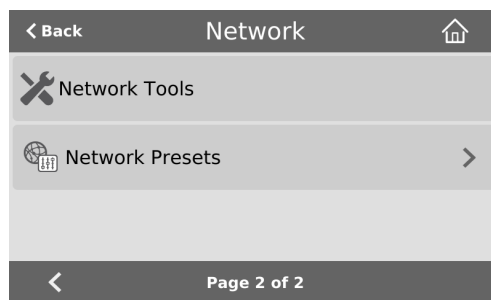 Back
Network
Network Tools
Network Presets
Page 2 of 2